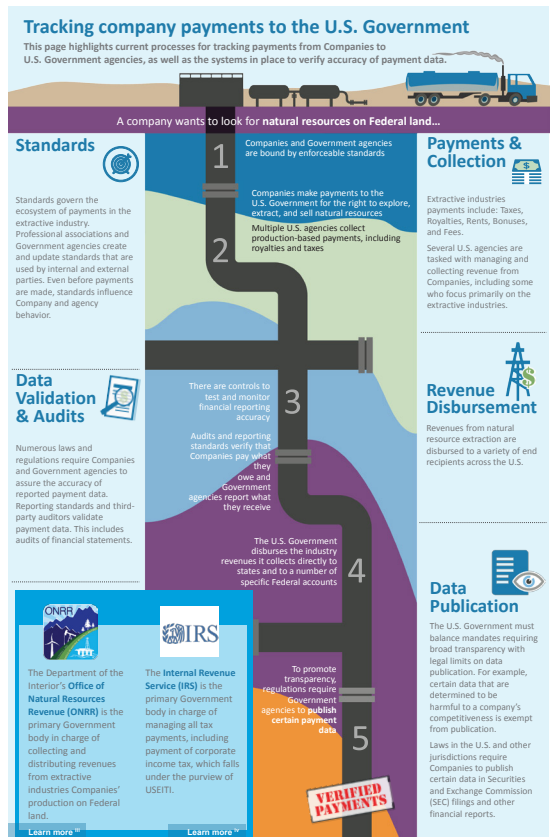 Tracking company payments to the U.S. Government
This page highlights current processes for tracking payments from Companies to
U.S. Government agencies, as well as the systems in place to verify accuracy of payment data.
A company wants to look for natural resources on Federal land...
Standards
Standards govern the
ecosystem of payments in the
extractive industry.
Professional associations and
Government agencies create
and update standards that are
used by internal and external
parties. Even before payments
are made, standards influence
Company and agency
behavior.
1
Companies and Government agencies
are bound by enforceable standards
Companies make payments to the
U.S. Government for the right to explore,
extract, and sell natural resources
2
Multiple U.S. agencies collect
production-based payments, including
royalties and taxes
Payments &
Collection
$
Extractive industries
payments include: Taxes,
Royalties, Rents, Bonuses,
and Fees.
Several U.S. agencies are
tasked with managing and
collecting revenue from
Companies, including some
who focus primarily on the
extractive industries.
Data
Validation
& Audits
Numerous laws and
regulations require Companies
and Government agencies to
assure the accuracy of
reported payment data.
Reporting standards and third-
party auditors validate
payment data. This includes
audits of financial statements.
There are controls to
test and monitor
financial reporting
accuracy
3
Audits and reporting
standards verify that
Companies pay what
they
owe and
Government
agencies report what
they receive
$
Revenue
Disbursement
Revenues from natural
resource extraction are
disbursed to a variety of end
recipients across the U.S.
The U.S. Government
disburses the industry
revenues it collects directly to
states and to a number of
specific Federal accounts
4
Data
Publication
The U.S. Government must
balance mandates requiring
broad transparency with
legal limits on data
publication. For example,
certain data that are
determined to be
harmful to a company's
competitiveness is exempt
from publication.
Laws in the U.S. and other
jurisdictions require
Companies to publish
certain data in Securities
and Exchange Commission
(SEC) filings and other
financial reports.
ONRR
The Department of the
Interior's Office of
Natural Resources
Revenue (ONRR) is the
primary Government
body in charge of
collecting and
distributing revenues
from extractive
industries Companies'
production on Federal
land.
Learn more iii
IRS
The Internal Revenue
Service (IRS) is the
primary Government
body in charge of
managing all tax
payments, including
payment of corporate
income tax, which falls
under the purview of
USEITI.
Learn more iv
To promote
transparency,
regulations require
Government
agencies to publish
certain payment
data
5
VERIFIED
PAYMENTS